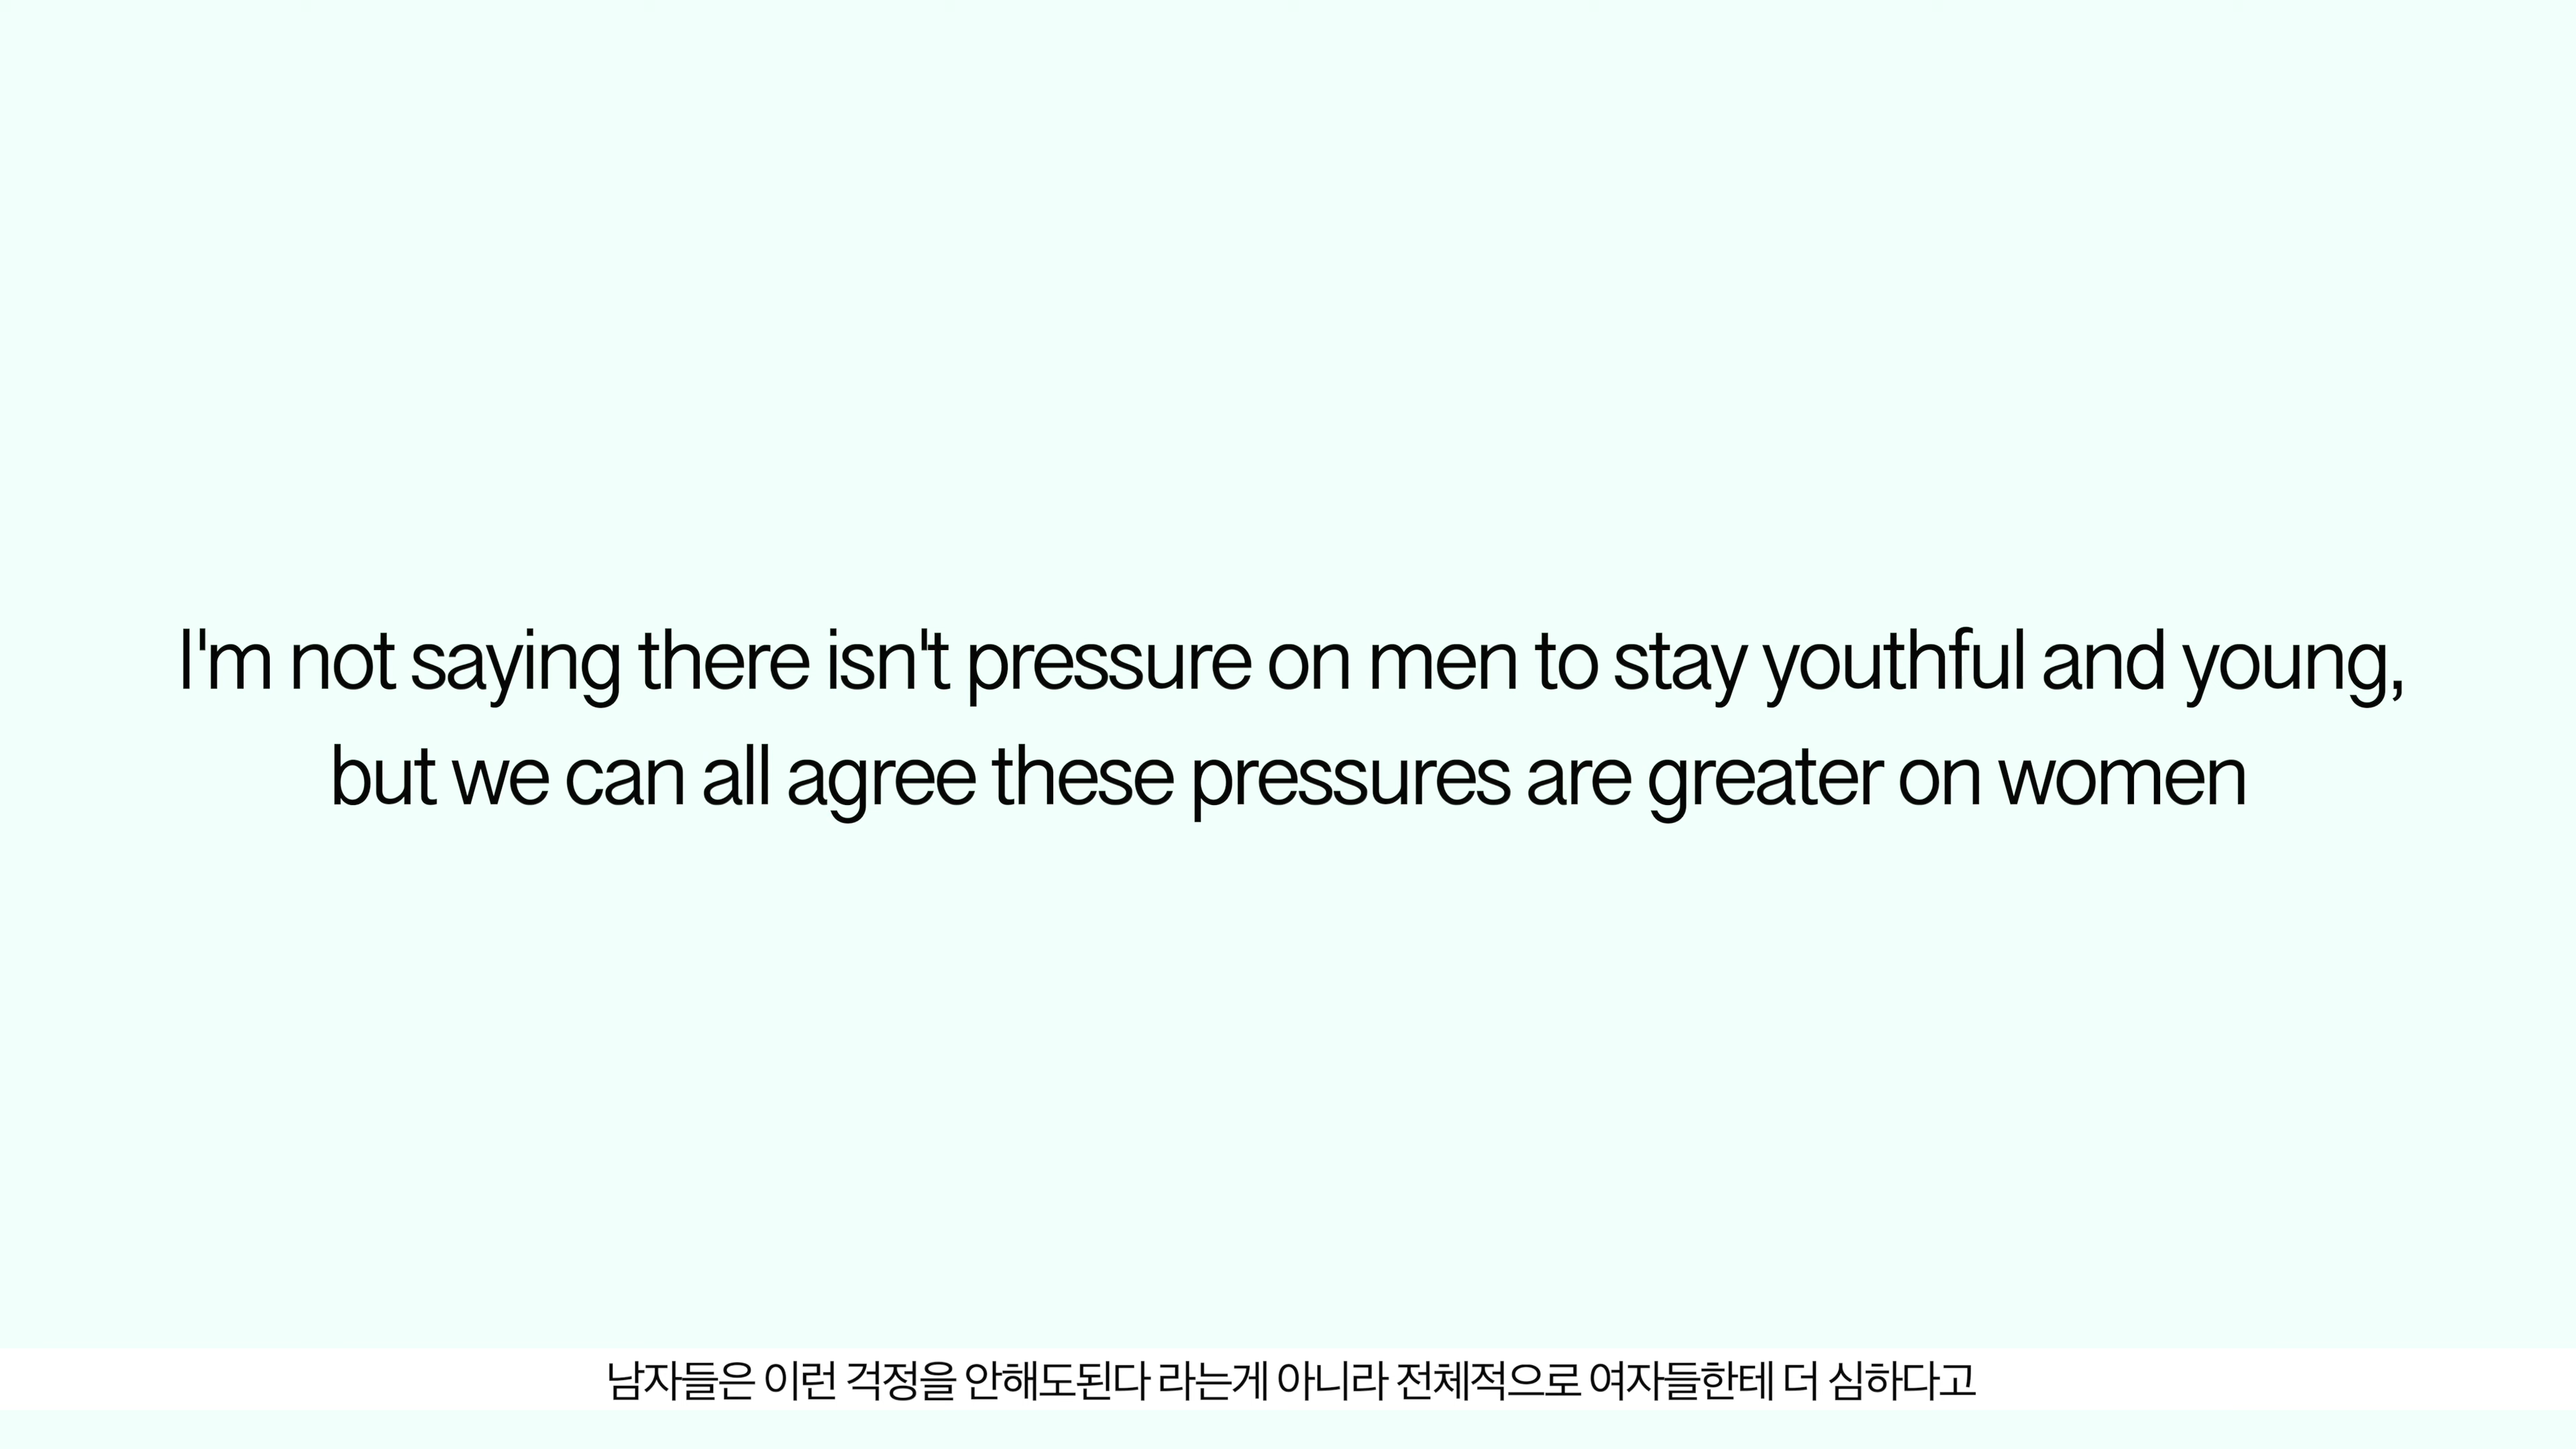 I'm not saying there isn't pressure on men to stay youthful and young,
but we can all agree these pressures are greater on women
남자들은 이런 걱정을 안해도된다 라는게 아니라 전체적으로 여자들한테 더 심하다고